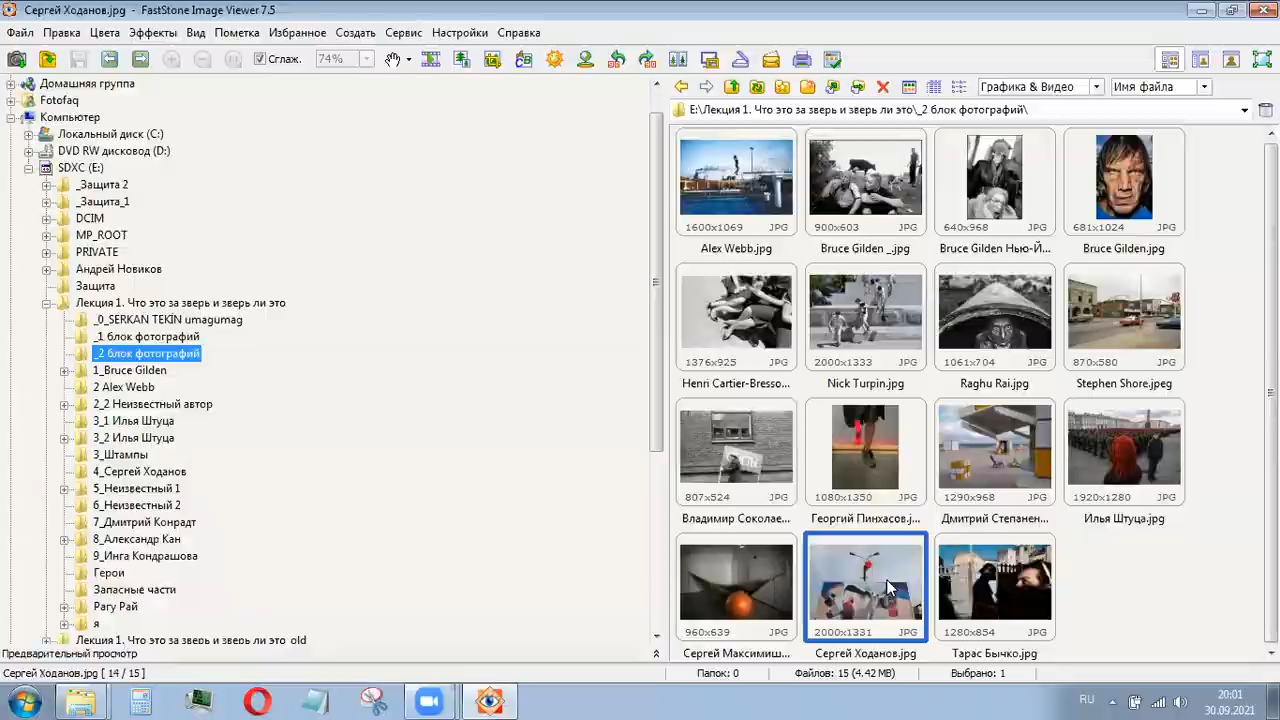 Сергей Ходанов.jpg - FastStone Image Viewer 7.5
Файл Правка Цвета Эффекты Вид Пометка Избранное Создать Сервис Настройки Справка
Сглаж. 74%
Графика & Видео Имя файла
E:\Лекция 1. Что это за зверь и зверь ли это\_2 блок фотографий\
Домашняя группа
Fotofaq
Компьютер
Локальный диск (C:)
DVD RW дисковод (D:)
SDXC (E:)
_Защита 2
_Защита_1
DCIM
MP_ROOT
PRIVATE
Андрей Новиков
Защита
Лекция 1. Что это за зверь и зверь ли это
_0_SERKAN TEKİN umagumag
_1 блок фотографий
_2 блок фотографий
1_Bruce Gilden
2 Alex Webb
2_2 Неизвестный автор
3_1 Илья Штуца
3_2 Илья Штуца
3_Штампы
4_Сергей Ходанов
5_Неизвестный 1
6_Неизвестный 2
7_Дмитрий Конрадт
8_Александр Кан
9_Инга Кондрашова
Герои
Запасные части
Рагу Рай
я
Лекция 1. Что это за зверь и зверь ли это old
Предварительный просмотр
1600x1069 JPG
900x603 JPG
640x968 JPG
681x1024 JPG
Alex Webb.jpg
Bruce Gilden _.jpg
Bruce Gilden Нью-Й...
Bruce Gilden.jpg
1376x925 JPG
2000x1333 JPG
1061x704 JPG
870x580 JPG
Henri Cartier-Bresso...
Nick Turpin.jpg
Raghu Rai.jpg
Stephen Shore.jpeg
807x524 JPG
1080x1350 JPG
1290x968 JPG
1920x1280 JPG
Владимир Соколае...
Георгий Пинхасов.j...
Дмитрий Степанен...
Илья Штуца.jpg
960x639 JPG
2000x1331 JPG
1280x854 JPG
Сергей Максимиш...
Сергей Ходанов.jpg
Тарас Бычко.jpg
Сергей Ходанов.jpg [ 14 / 15 ]
Папок: 0
Файлов: 15 (4.42 MB)
Выбрано: 1
RU
20:01
30.09.2021